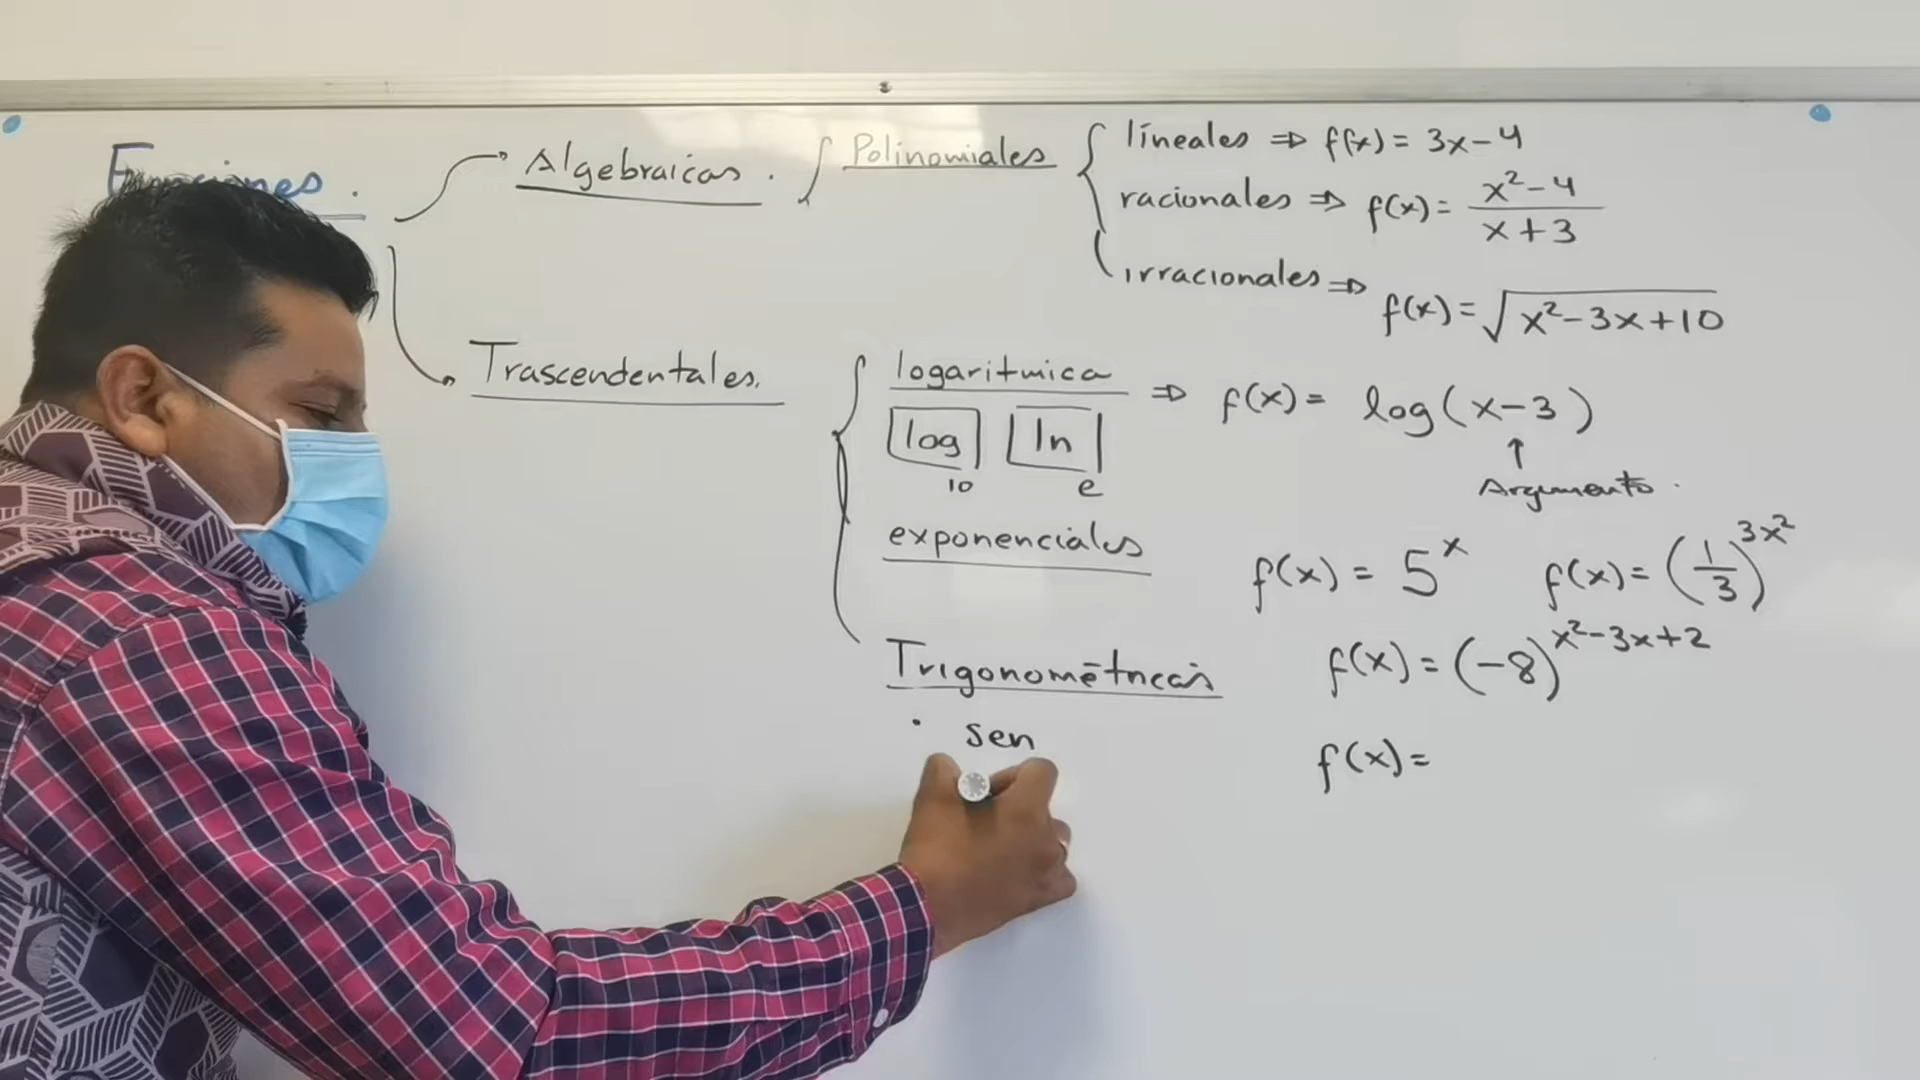 Funciones.
Algebraicas.
Polinomiales
líneales ⇒ f(x) = 3x-4
racionales ⇒ f(x) = (x²-4)/(x+3)
irracionales ⇒ f(x) = √(x²-3x+10)
Trascendentales.
logaritmica ⇒ f(x) = log(x-3)
log 10 ln e
Argumento.
exponenciales f(x) = 5^x f(x) = (1/3)^(3x²)
f(x) = (-8)^(x²-3x+2)
Trigonométricas
sen f(x) =